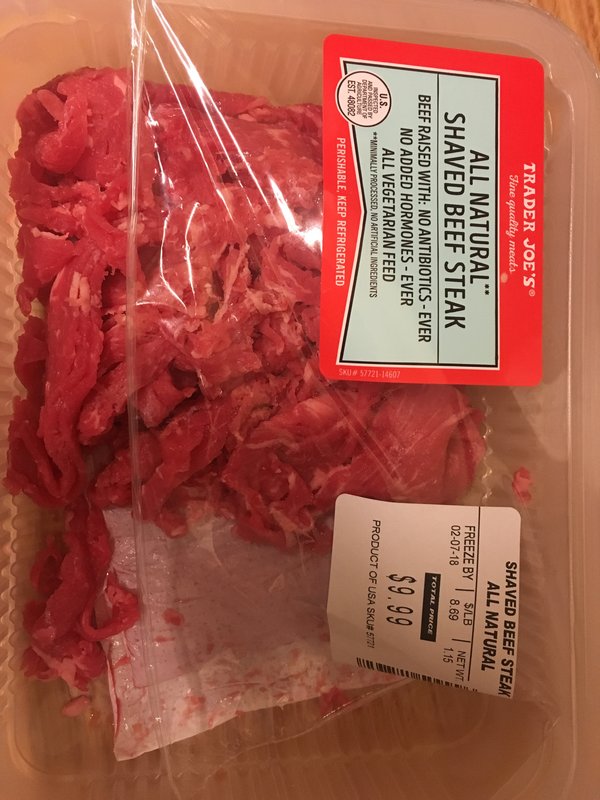 TRADER JOE'S®
Fine quality meats
ALL NATURAL**
SHAVED BEEF STEAK
BEEF RAISED WITH: NO ANTIBIOTICS - EVER
NO ADDED HORMONES - EVER
ALL VEGETARIAN FEED
**MINIMALLY PROCESSED, NO ARTIFICIAL INGREDIENTS
U.S.
INSPECTED
AND PASSED BY
DEPARTMENT OF
AGRICULTURE
EST. 48082
PERISHABLE, KEEP REFRIGERATED
SKU# 57721-14607
SHAVED BEEF STEAK
ALL NATURAL
FREEZE BY $/LB NET WT
02-07-18 8.69 1.15
TOTAL PRICE
$9.99
PRODUCT OF USA SKU# 57721